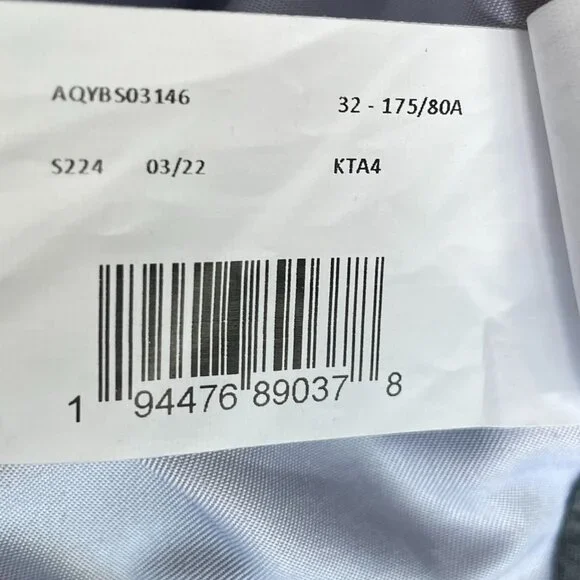 AQYBS03146 32 - 175/80A
S224 03/22 KTA4
1 94476 89037 8